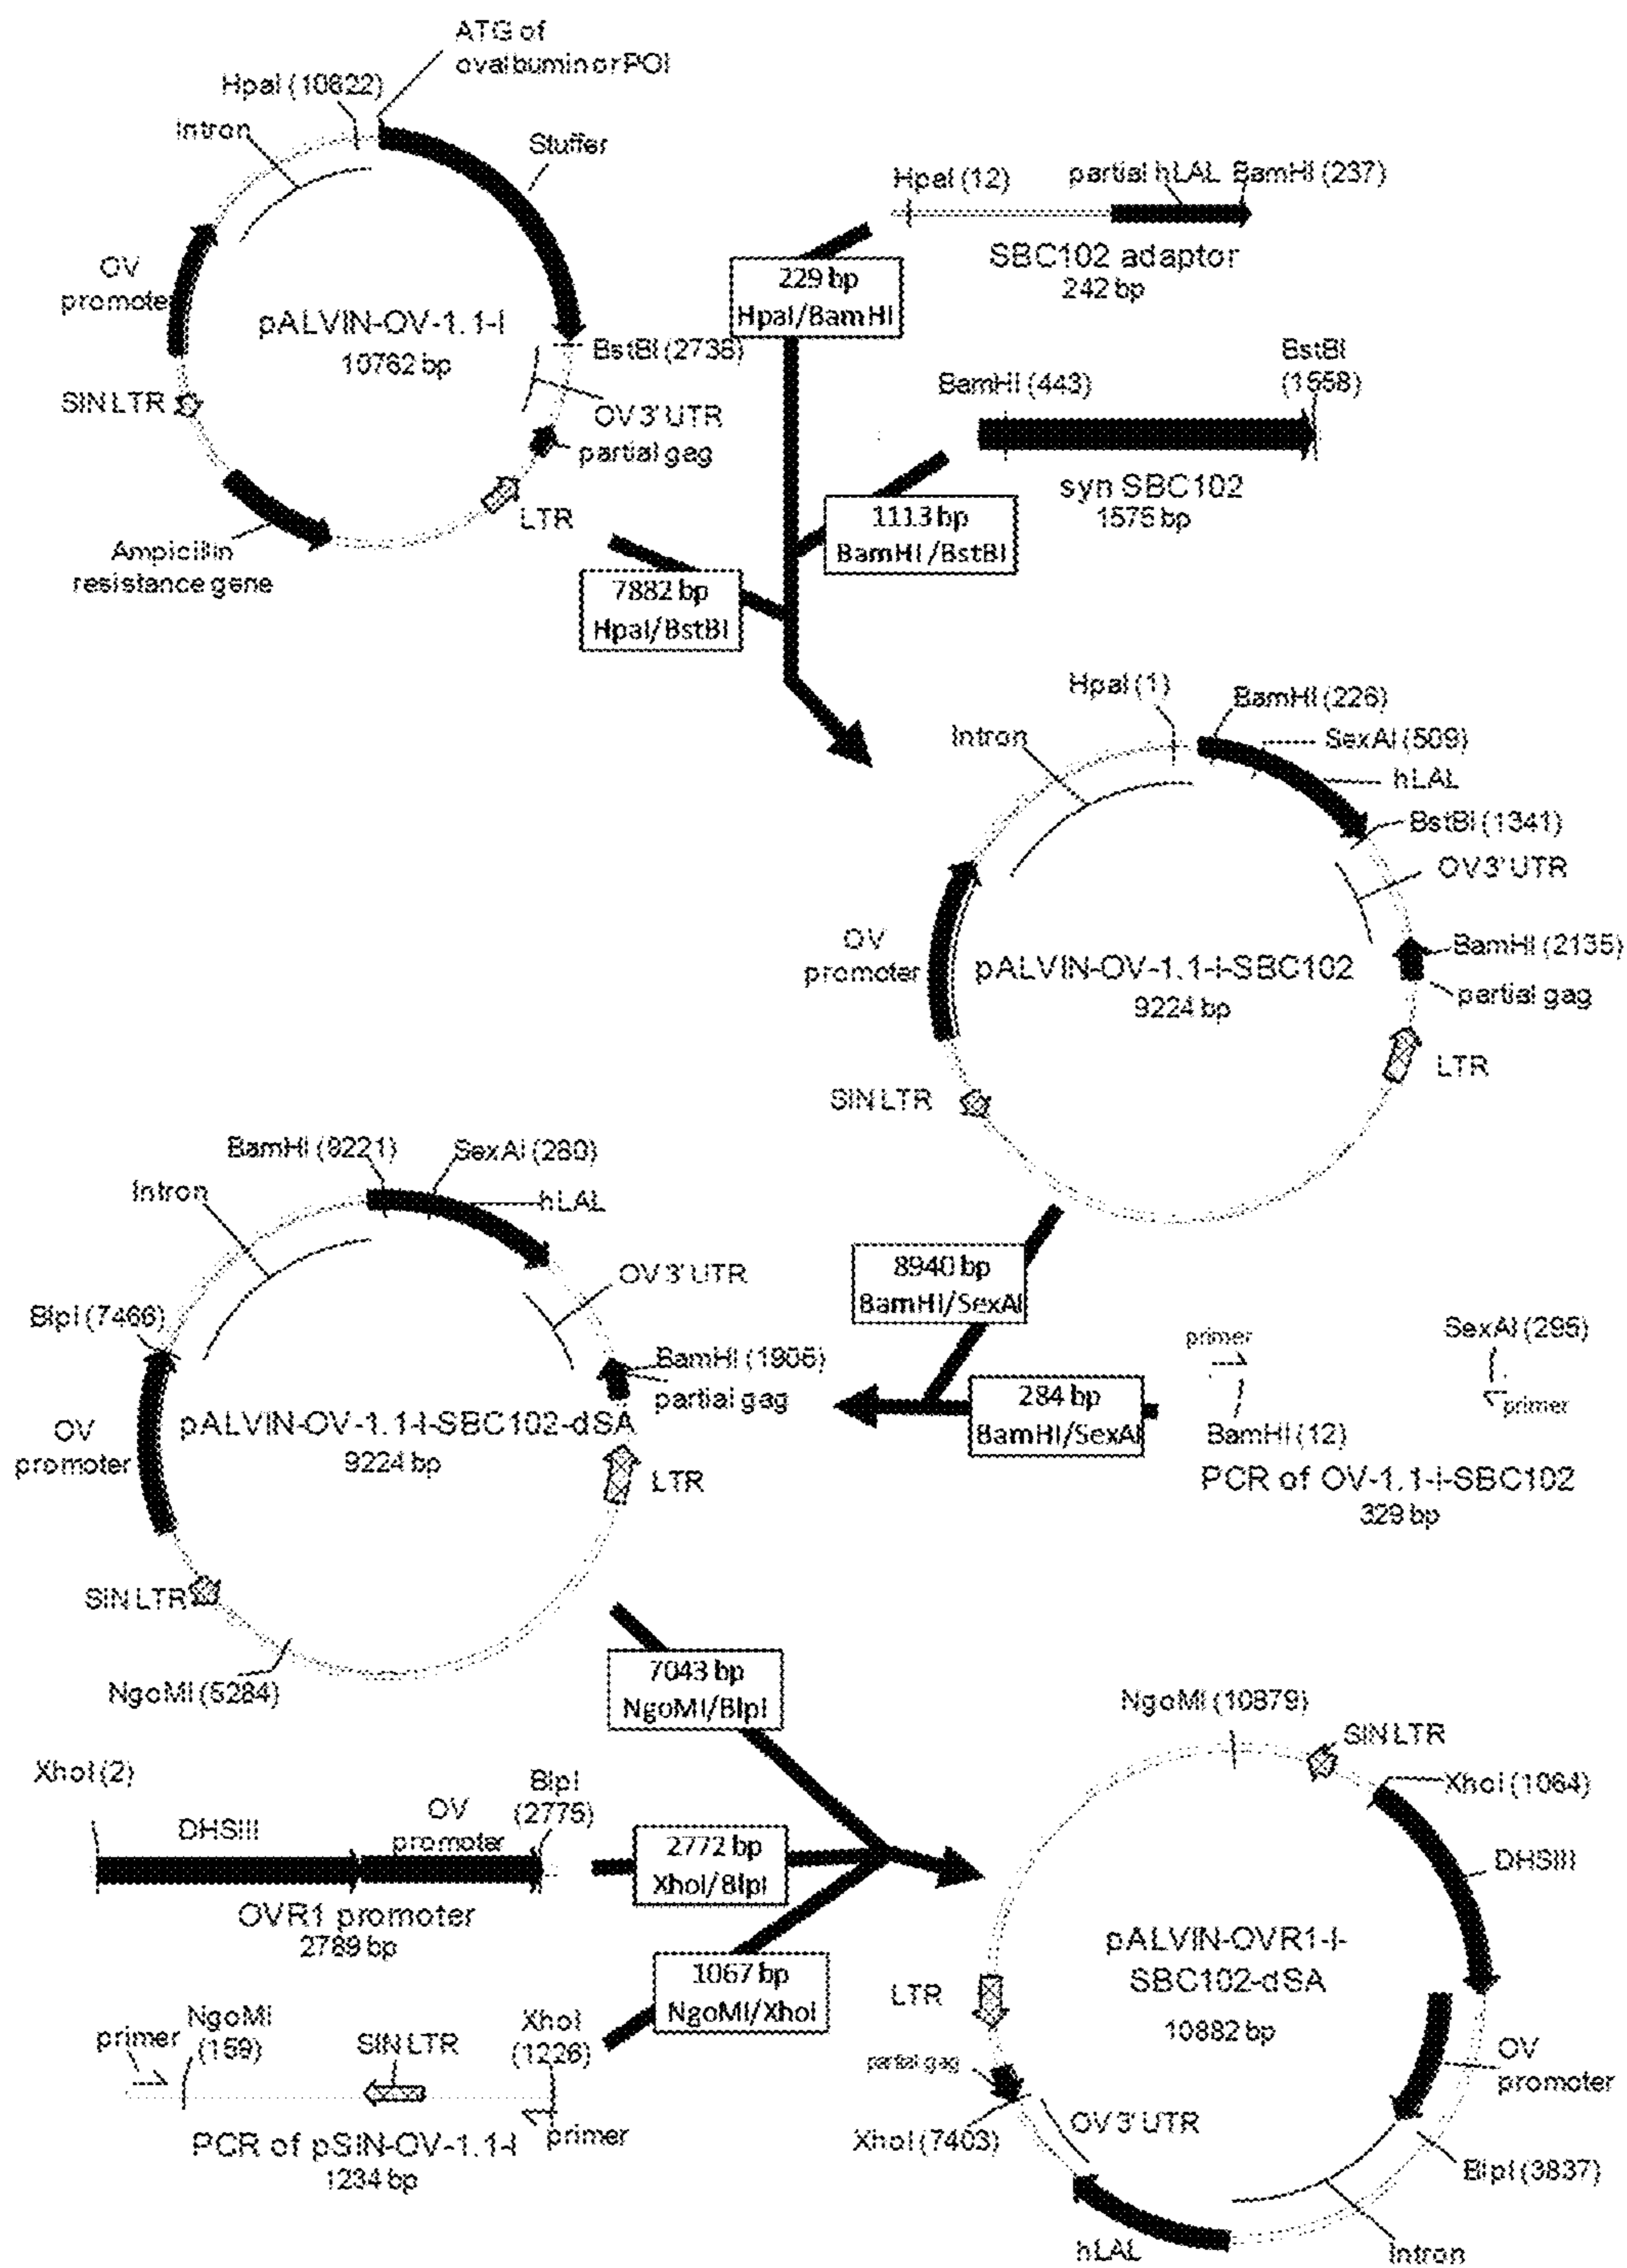 ATG of
ovalbumin or POI
HpaI (10622)
Intron
Stuffer
OV
promoter
pALVIN-OV-1.1-I
10762 bp
BstBI (2738)
SIN LTR
OV 3' UTR
partial gag
LTR
Ampicillin
resistance gene
HpaI (12)
partial hLAL
BamHI (237)
SBC102 adaptor
242 bp
229 bp
HpaI/BamHI
BamHI (443)
BstBI
(1558)
syn SBC102
1575 bp
1113 bp
BamHI/BstBI
7882 bp
HpaI/BstBI
HpaI (1)
BamHI (226)
Intron
SexAI (509)
hLAL
BstBI (1341)
OV 3' UTR
OV
promoter
pALVIN-OV-1.1-I-SBC102
9224 bp
BamHI (2135)
partial gag
LTR
SIN LTR
BamHI (9221)
SexAI (280)
Intron
hLAL
OV 3' UTR
BlpI (7466)
BamHI (1906)
partial gag
OV
promoter
pALVIN-OV-1.1-I-SBC102-dSA
9224 bp
LTR
SIN LTR
NgoMI (5284)
8940 bp
BamHI/SexAI
primer
SexAI (295)
284 bp
BamHI/SexAI
primer
BamHI (12)
PCR of OV-1.1-I-SBC102
329 bp
7043 bp
NgoMI/BlpI
XhoI (2)
DHSIII
OV
promoter
BlpI
(2775)
OVR1 promoter
2789 bp
2772 bp
XhoI/BlpI
1067 bp
NgoMI/XhoI
primer
NgoMI
(159)
SIN LTR
XhoI
(1226)
primer
PCR of pSIN-OV-1.1-I
1234 bp
NgoMI (10879)
SIN LTR
XhoI (1064)
DHSIII
pALVIN-OVR1-I-
SBC102-dSA
10882 bp
LTR
partial gag
OV
promoter
XhoI (7403)
OV 3' UTR
BlpI (3837)
hLAL
Intron